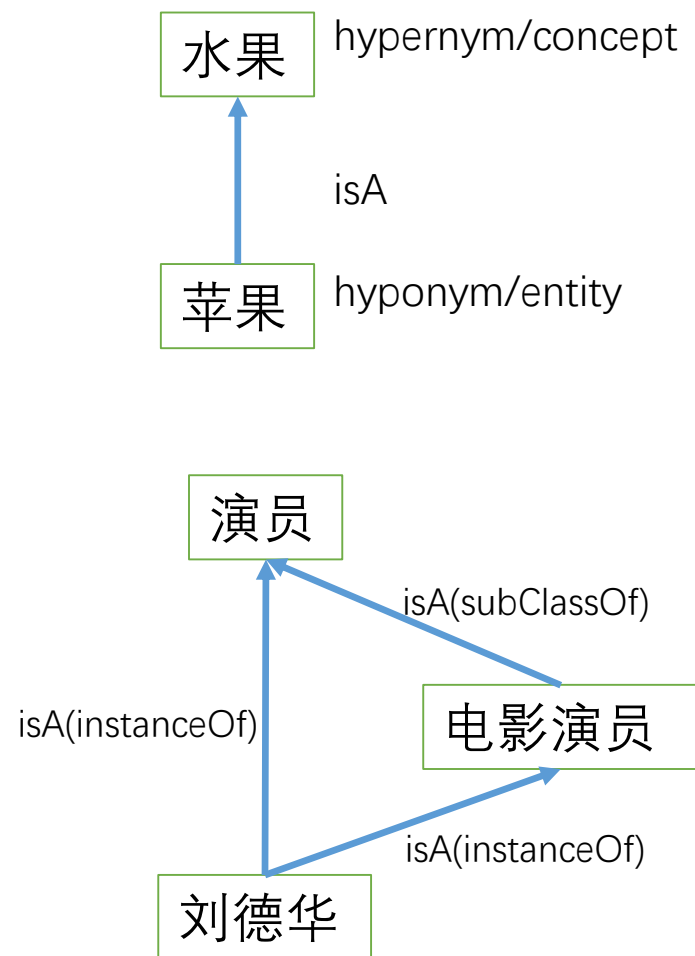 水果
hypernym/concept
isA
苹果
hyponym/entity
演员
isA(subClassOf)
isA(instanceOf)
电影演员
isA(instanceOf)
刘德华